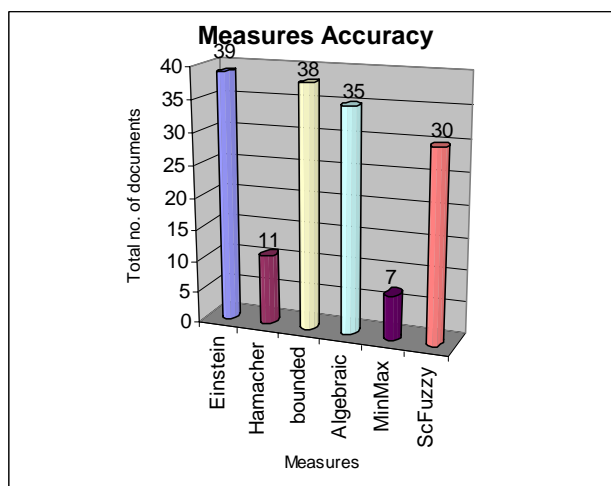 Measures Accuracy
Total no. of documents
40
35
30
25
20
15
10
5
0
39
11
38
35
7
30
Einstein
Hamacher
bounded
Algebraic
MinMax
ScFuzzy
Measures